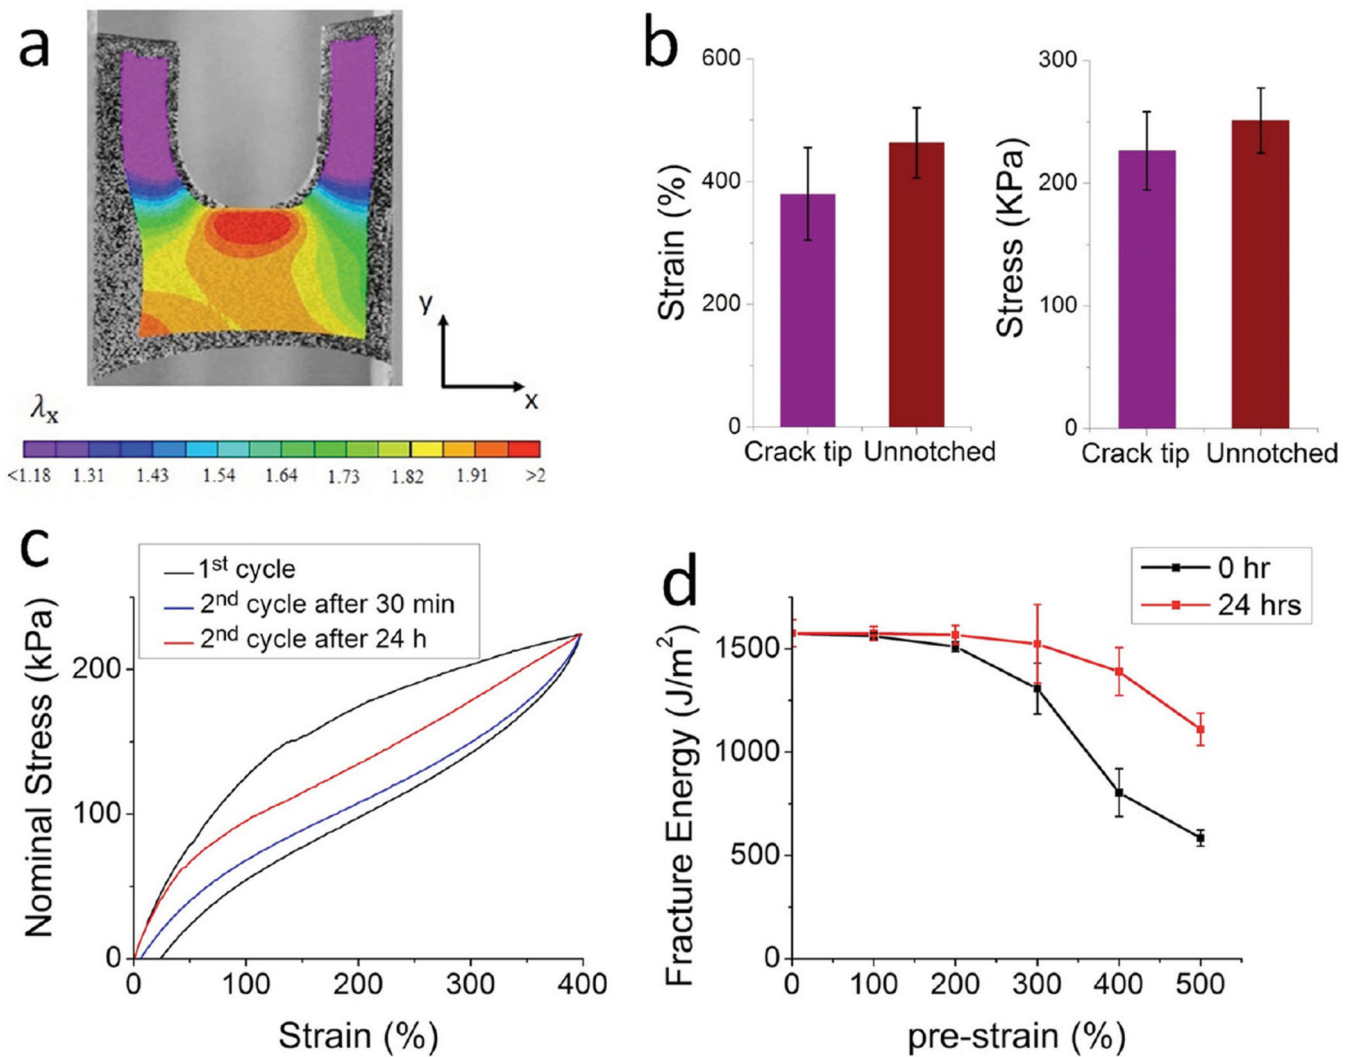 a
y
x
λx
<1.18 1.31 1.43 1.54 1.64 1.73 1.82 1.91 >2
b
600
400
200
0
Strain (%)
Crack tip Unnotched
300
200
100
0
Stress (KPa)
Crack tip Unnotched
c
1st cycle
2nd cycle after 30 min
2nd cycle after 24 h
200
100
0
Nominal Stress (kPa)
0 100 200 300 400
Strain (%)
d
0 hr
24 hrs
1500
1000
500
0
Fracture Energy (J/m2)
0 100 200 300 400 500
pre-strain (%)